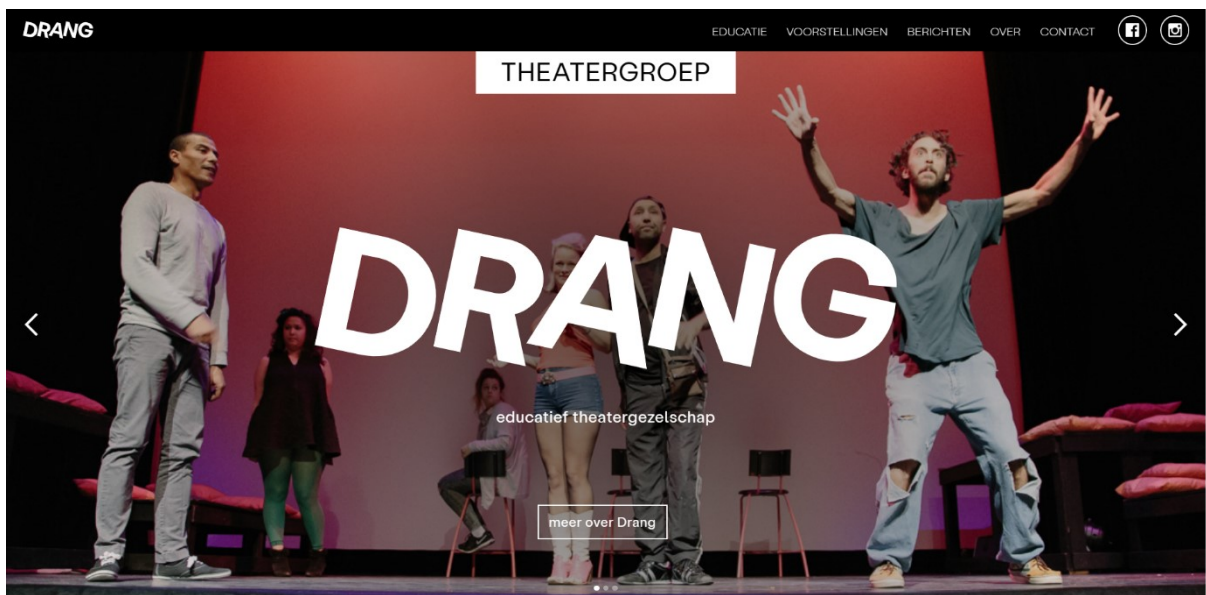 DRANG
EDUCATIE VOORSTELLINGEN BERICHTEN OVER CONTACT
THEATERGROEP
DRANG
educatief theatergezelschap
meer over Drang